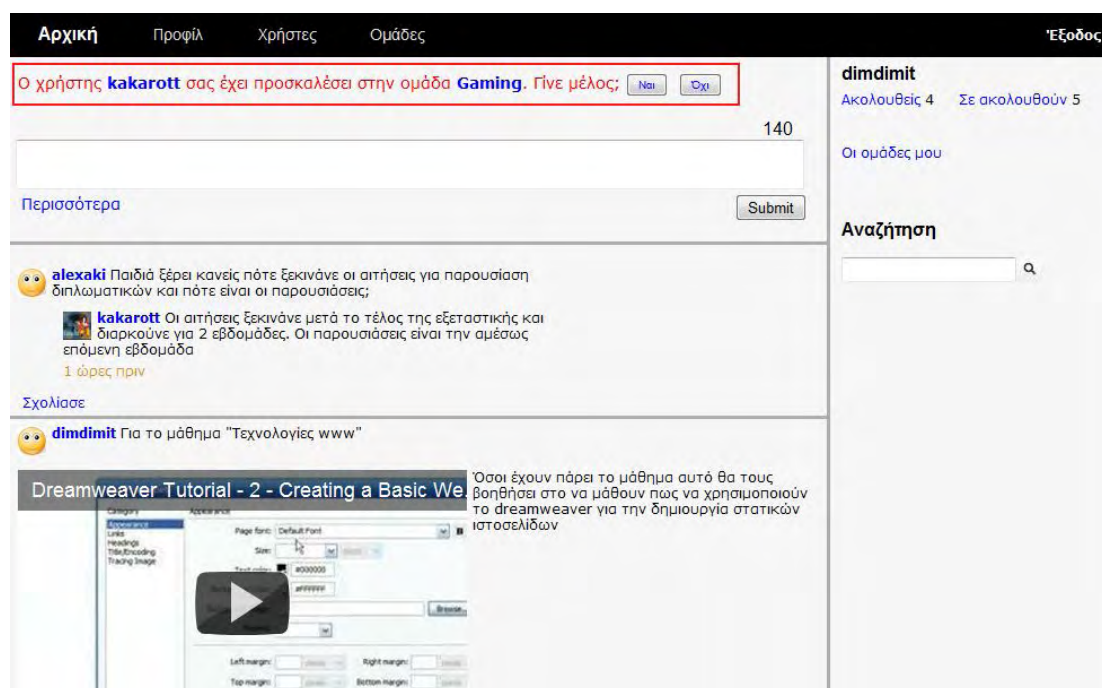 Αρχική Προφίλ Χρήστες Ομάδες Έξοδος
Ο χρήστης kakarott σας έχει προσκαλέσει στην ομάδα Gaming. Γίνε μέλος; Ναι Όχι
140
Περισσότερα Submit
alexaki Παιδιά ξέρει κανείς πότε ξεκινάνε οι αιτήσεις για παρουσίαση
διπλωματικών και πότε είναι οι παρουσιάσεις;
kakarott Οι αιτήσεις ξεκινάνε μετά το τέλος της εξεταστικής και
διαρκούνε για 2 εβδομάδες. Οι παρουσιάσεις είναι την αμέσως
επόμενη εβδομάδα
1 ώρες πριν
Σχολίασε
dimdimit Για το μάθημα "Τεχνολογίες www"
Dreamweaver Tutorial - 2 - Creating a Basic We...
Όσοι έχουν πάρει το μάθημα αυτό θα τους
βοηθήσει στο να μάθουν πως να χρησιμοποιούν
το dreamweaver για την δημιουργία στατικών
ιστοσελίδων
Category Appearance
Appearance
Links
Headings
Title/Encoding
Tracing Image
Page font: Default Font
Size:
Text color: #000000
#FFFFFF
Browse...
Left margin: Right margin:
Top margin: Bottom margin:
dimdimit
Ακολουθείς 4 Σε ακολουθούν 5
Οι ομάδες μου
Αναζήτηση